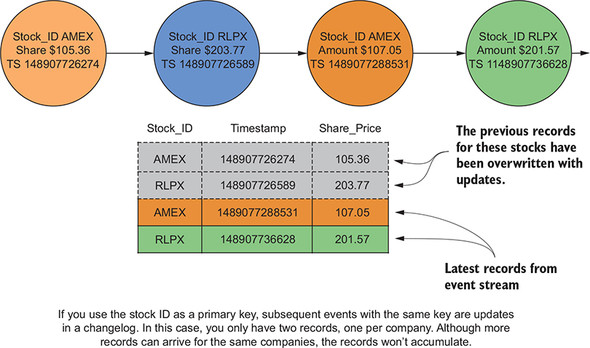 Stock_ID AMEX
Share $105.36
TS 148907726274
Stock_ID RLPX
Share $203.77
TS 148907726589
Stock_ID AMEX
Amount $107.05
TS 1489077288531
Stock_ID RLPX
Amount $201.57
TS 1148907736628
Stock_ID Timestamp Share_Price
AMEX 148907726274 105.36
RLPX 148907726589 203.77
AMEX 1489077288531 107.05
RLPX 148907736628 201.57
The previous records
for these stocks have
been overwritten with
updates.
Latest records from
event stream
If you use the stock ID as a primary key, subsequent events with the same key are updates
in a changelog. In this case, you only have two records, one per company. Although more
records can arrive for the same companies, the records won’t accumulate.